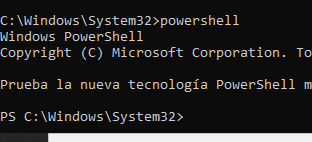 C:\Windows\System32>powershell
Windows PowerShell
Copyright (C) Microsoft Corporation. To
Prueba la nueva tecnología PowerShell m
PS C:\Windows\System32>